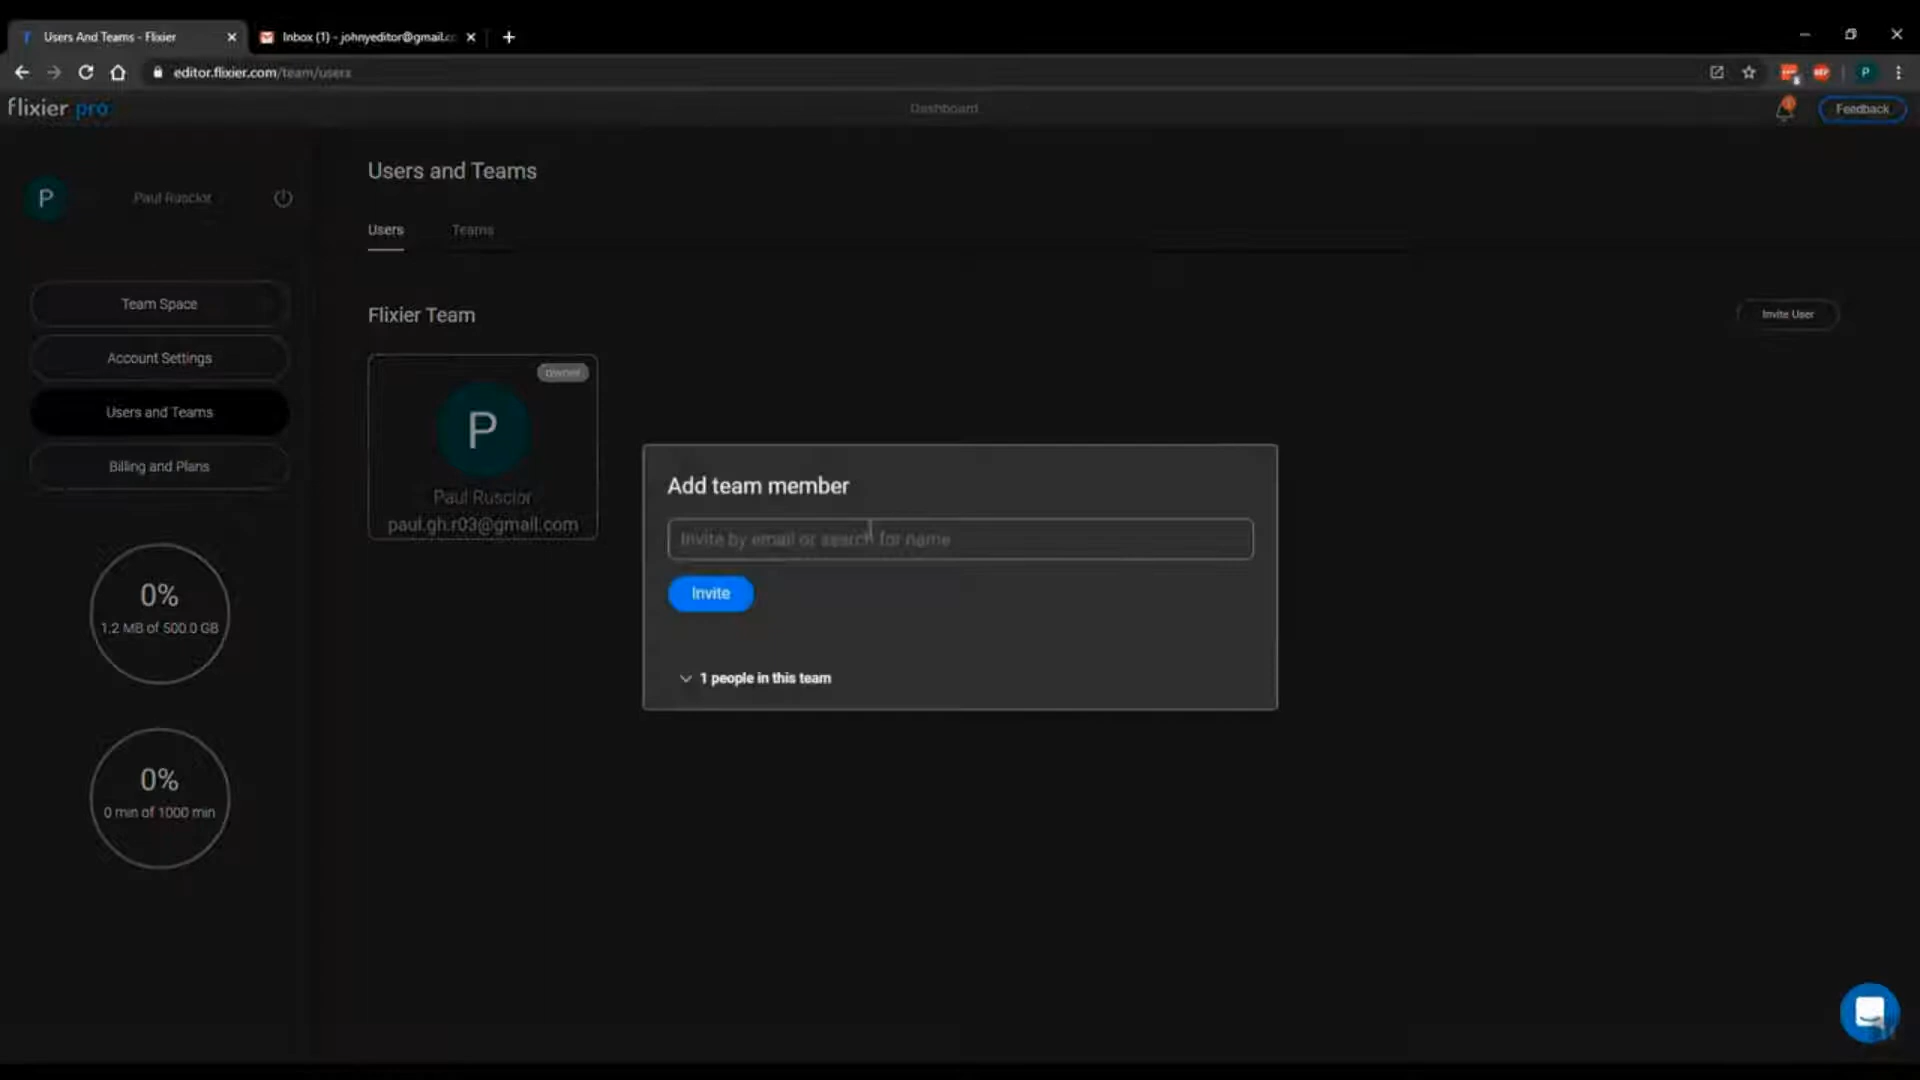 Users And Teams - Flixier
Inbox (1) - johnyeditor@gmail.cc
editor.flixier.com/team/users
flixier pro
Dashboard
Feedback
P
Paul Ruscior
Users and Teams
Users
Teams
Team Space
Account Settings
Users and Teams
Billing and Plans
Flixier Team
Invite User
owner
P
Paul Ruscior
paul.gh.r03@gmail.com
Add team member
Invite by email or search for name
Invite
1 people in this team
0%
1.2 MB of 500.0 GB
0%
0 min of 1000 min